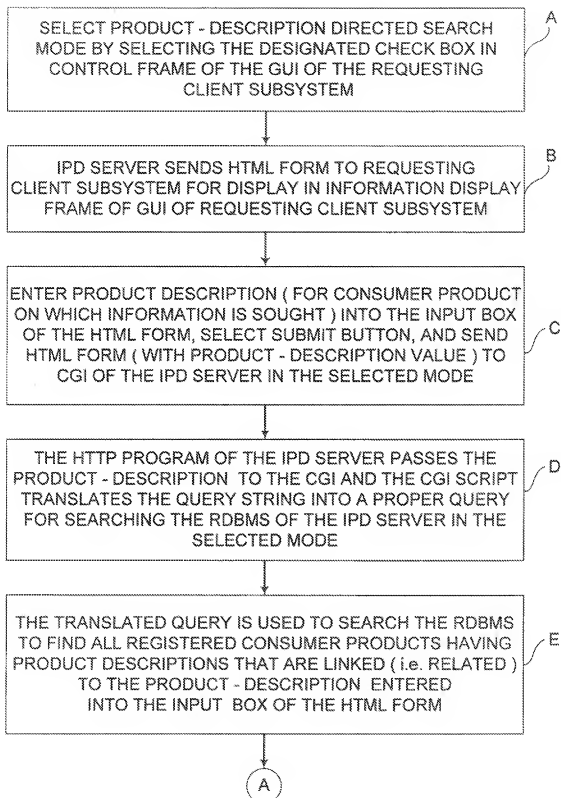 SELECT PRODUCT - DESCRIPTION DIRECTED SEARCH
MODE BY SELECTING THE DESIGNATED CHECK BOX IN
CONTROL FRAME OF THE GUI OF THE REQUESTING
CLIENT SUBSYSTEM
A
IPD SERVER SENDS HTML FORM TO REQUESTING
CLIENT SUBSYSTEM FOR DISPLAY IN INFORMATION DISPLAY
FRAME OF GUI OF REQUESTING CLIENT SUBSYSTEM
B
ENTER PRODUCT DESCRIPTION ( FOR CONSUMER PRODUCT
ON WHICH INFORMATION IS SOUGHT ) INTO THE INPUT BOX
OF THE HTML FORM, SELECT SUBMIT BUTTON, AND SEND
HTML FORM ( WITH PRODUCT - DESCRIPTION VALUE ) TO
CGI OF THE IPD SERVER IN THE SELECTED MODE
C
THE HTTP PROGRAM OF THE IPD SERVER PASSES THE
PRODUCT - DESCRIPTION TO THE CGI AND THE CGI SCRIPT
TRANSLATES THE QUERY STRING INTO A PROPER QUERY
FOR SEARCHING THE RDBMS OF THE IPD SERVER IN THE
SELECTED MODE
D
THE TRANSLATED QUERY IS USED TO SEARCH THE RDBMS
TO FIND ALL REGISTERED CONSUMER PRODUCTS HAVING
PRODUCT DESCRIPTIONS THAT ARE LINKED ( i.e. RELATED )
TO THE PRODUCT - DESCRIPTION ENTERED
INTO THE INPUT BOX OF THE HTML FORM
E
A